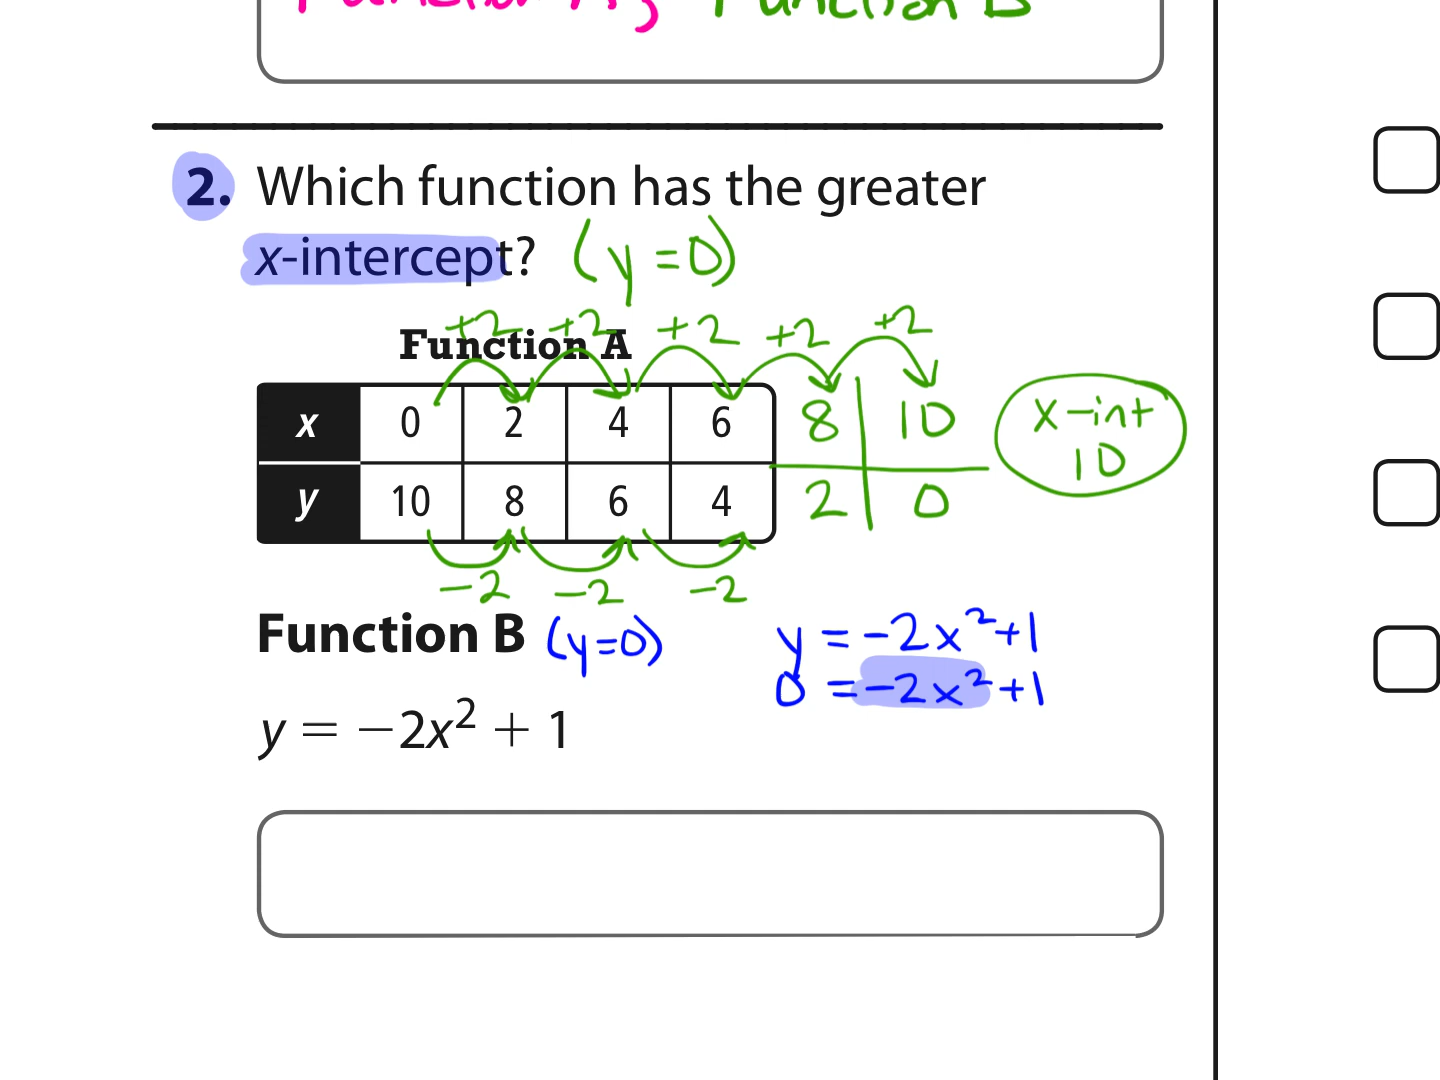 Function A, Function B
2. Which function has the greater
x-intercept? (y = 0)
+2 +2 +2 +2 +2
Function A
x 0 2 4 6 8 10
y 10 8 6 4 2 0
x-int
10
-2 -2 -2
Function B (y=0)
y = -2x²+1
0 = -2x²+1
y = −2x² + 1